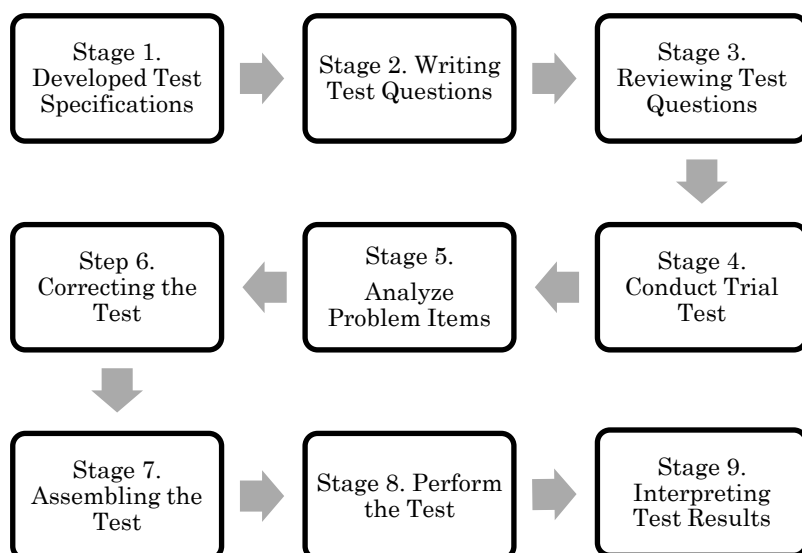 Stage 1.
Developed Test
Specifications
Stage 2. Writing
Test Questions
Stage 3.
Reviewing Test
Questions
Stage 4.
Conduct Trial
Test
Stage 5.
Analyze
Problem Items
Step 6.
Correcting the
Test
Stage 7.
Assembling the
Test
Stage 8. Perform
the Test
Stage 9.
Interpreting
Test Results